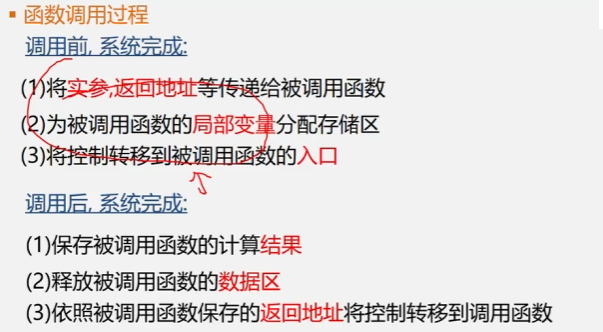 ▪ 函数调用过程
调用前, 系统完成:
(1)将实参,返回地址等传递给被调用函数
(2)为被调用函数的局部变量分配存储区
(3)将控制转移到被调用函数的入口
调用后, 系统完成:
(1)保存被调用函数的计算结果
(2)释放被调用函数的数据区
(3)依照被调用函数保存的返回地址将控制转移到调用函数